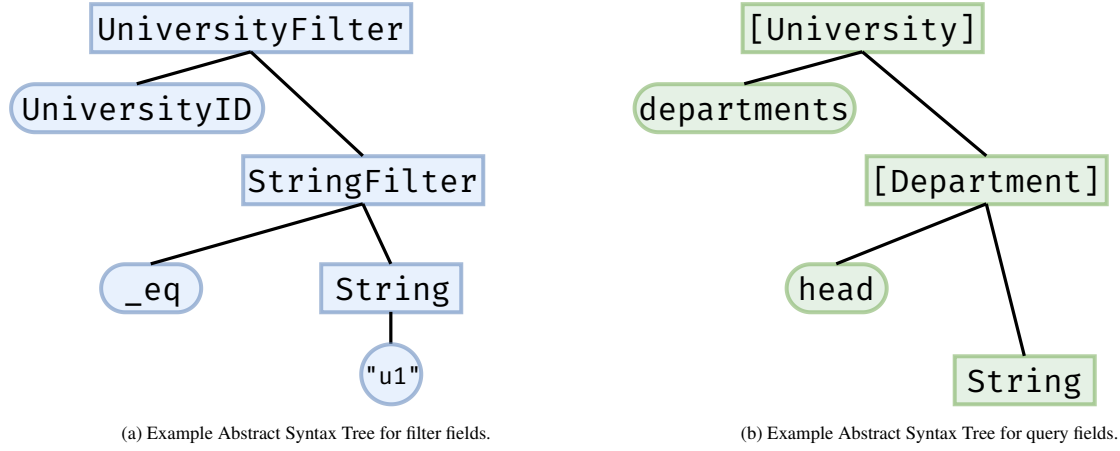 UniversityFilter
UniversityID
StringFilter
_eq
String
"u1"
(a) Example Abstract Syntax Tree for filter fields.
[University]
departments
[Department]
head
String
(b) Example Abstract Syntax Tree for query fields.